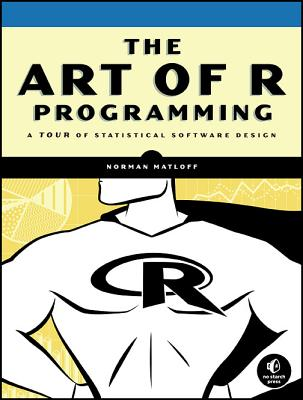 THE
ART OF R
PROGRAMMING
A TOUR OF STATISTICAL SOFTWARE DESIGN
NORMAN MATLOFF
R
no starch
press